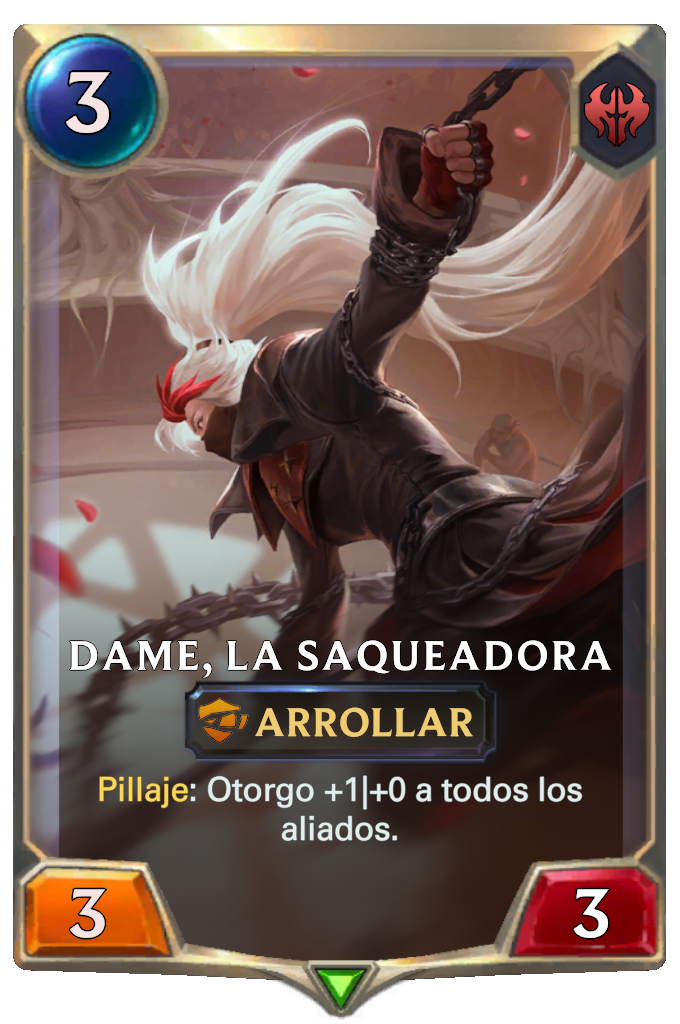 3
DAME, LA SAQUEADORA
ARROLLAR
Pillaje: Otorgo +1|+0 a todos los
aliados.
3
3